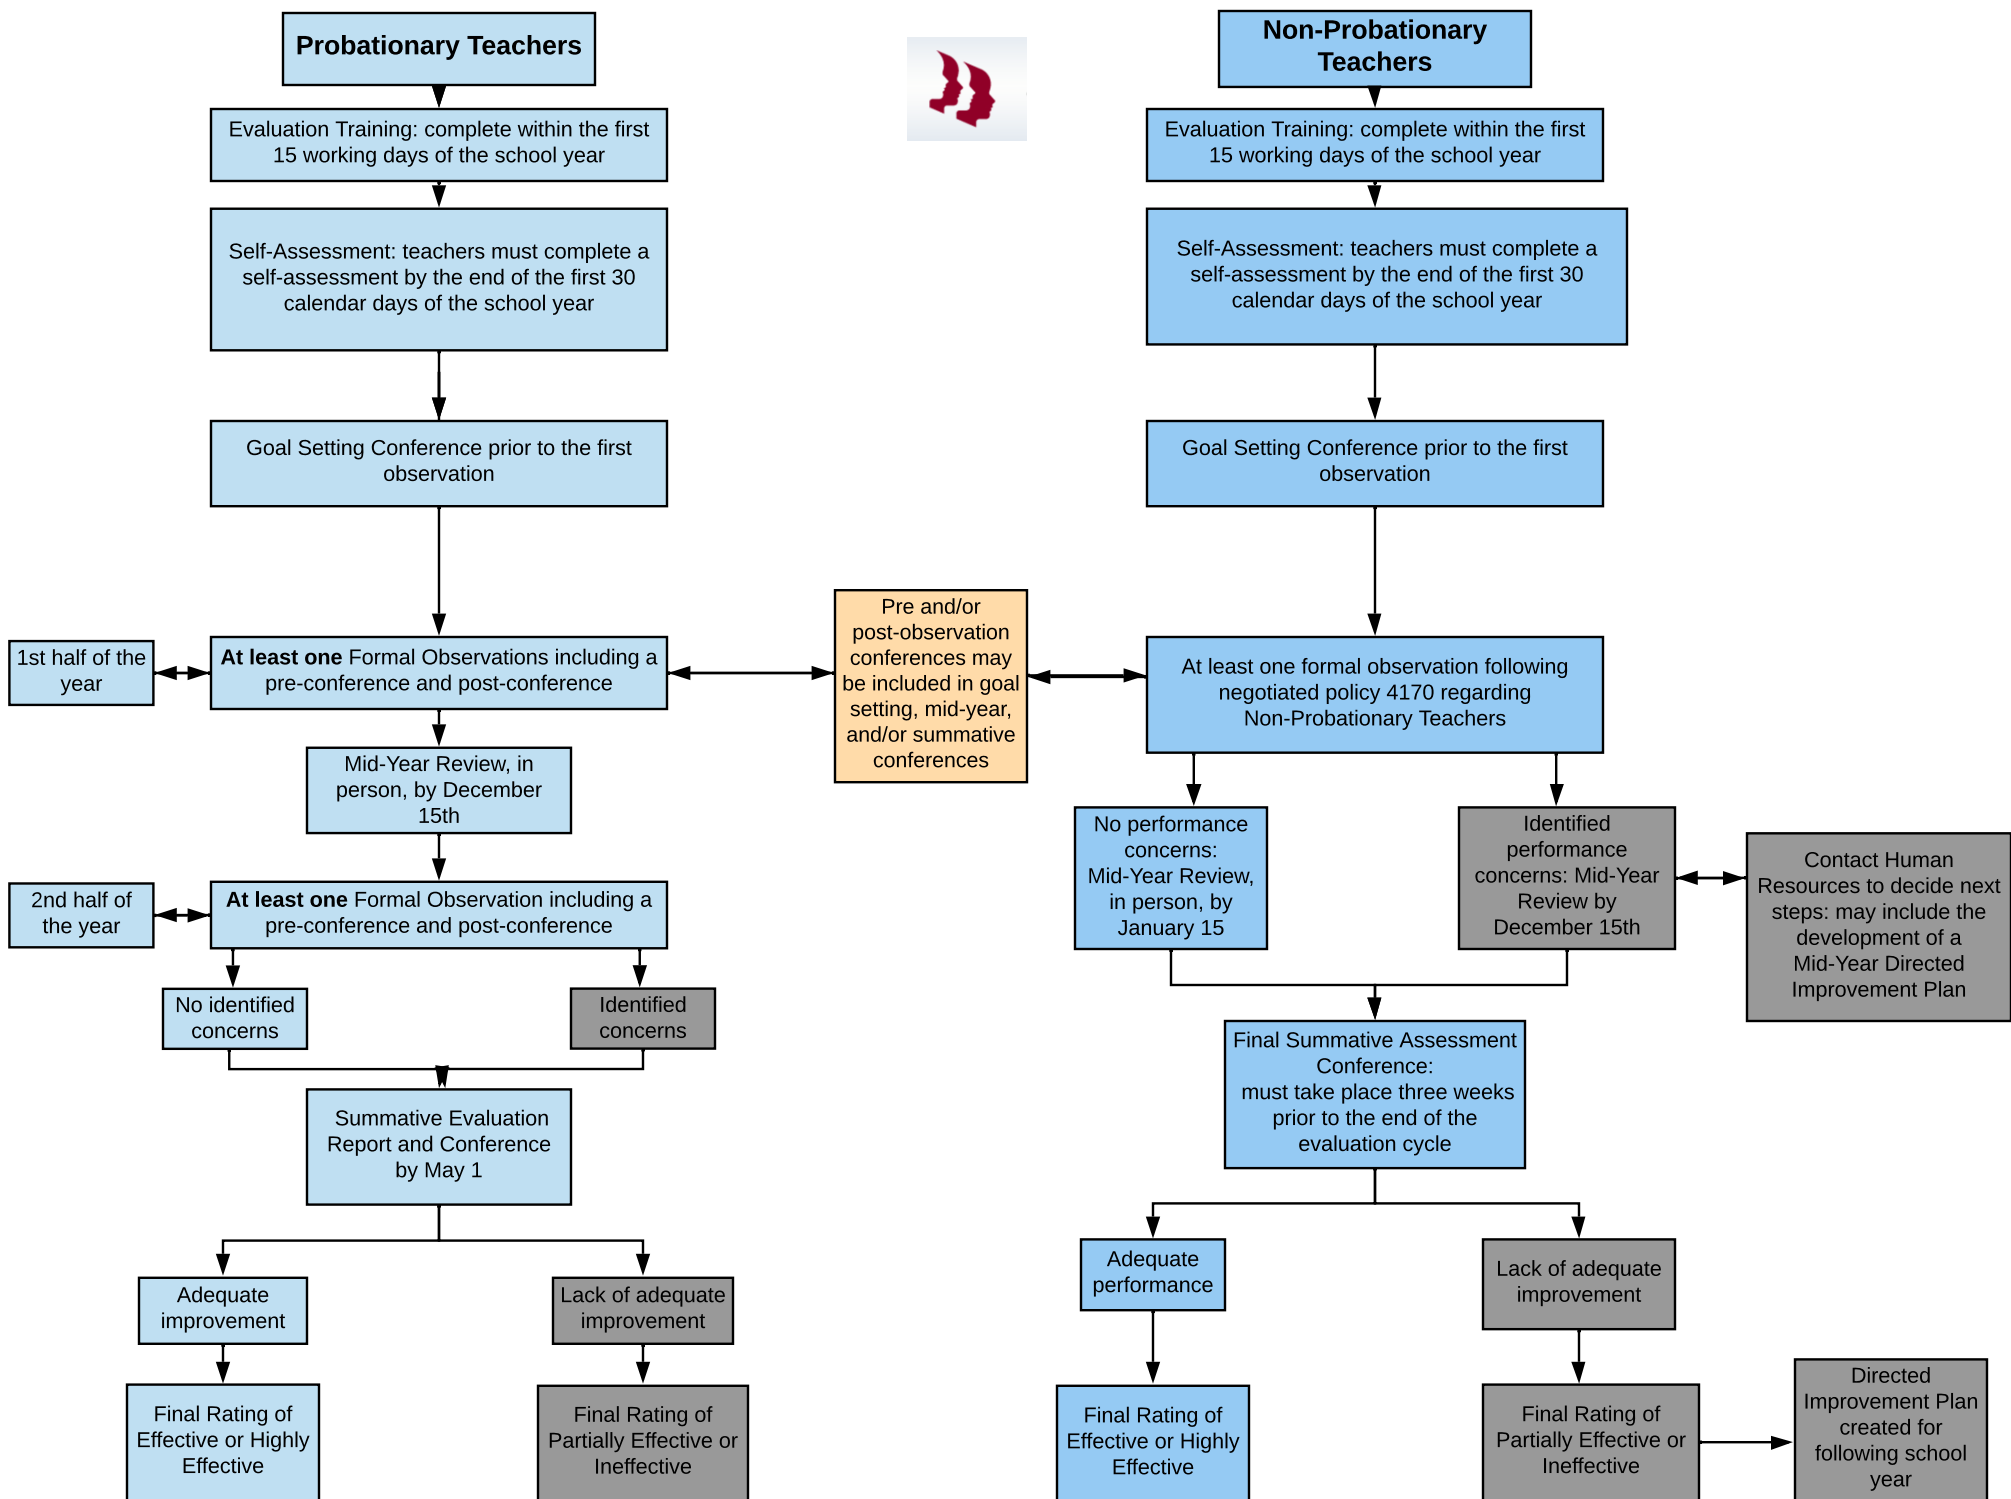 Probationary Teachers
Evaluation Training: complete within the first
15 working days of the school year
Self-Assessment: teachers must complete a
self-assessment by the end of the first 30
calendar days of the school year
Goal Setting Conference prior to the first
observation
1st half of the
year
At least one Formal Observations including a
pre-conference and post-conference
Mid-Year Review, in
person, by December
15th
2nd half of
the year
At least one Formal Observation including a
pre-conference and post-conference
No identified
concerns
Identified
concerns
Summative Evaluation
Report and Conference
by May 1
Adequate
improvement
Lack of adequate
improvement
Final Rating of
Effective or Highly
Effective
Final Rating of
Partially Effective or
Ineffective
Pre and/or
post-observation
conferences may
be included in goal
setting, mid-year,
and/or summative
conferences
Non-Probationary
Teachers
Evaluation Training: complete within the first
15 working days of the school year
Self-Assessment: teachers must complete a
self-assessment by the end of the first 30
calendar days of the school year
Goal Setting Conference prior to the first
observation
At least one formal observation following
negotiated policy 4170 regarding
Non-Probationary Teachers
No performance
concerns:
Mid-Year Review,
in person, by
January 15
Identified
performance
concerns: Mid-Year
Review by
December 15th
Contact Human
Resources to decide next
steps: may include the
development of a
Mid-Year Directed
Improvement Plan
Final Summative Assessment
Conference:
must take place three weeks
prior to the end of the
evaluation cycle
Adequate
performance
Lack of adequate
improvement
Final Rating of
Effective or Highly
Effective
Final Rating of
Partially Effective or
Ineffective
Directed
Improvement Plan
created for
following school
year